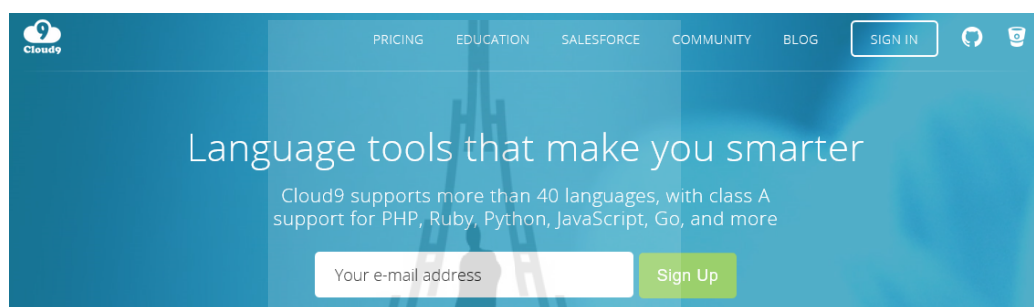 9
Cloud9
PRICING EDUCATION SALESFORCE COMMUNITY BLOG SIGN IN
Language tools that make you smarter
Cloud9 supports more than 40 languages, with class A
support for PHP, Ruby, Python, JavaScript, Go, and more
Your e-mail address Sign Up